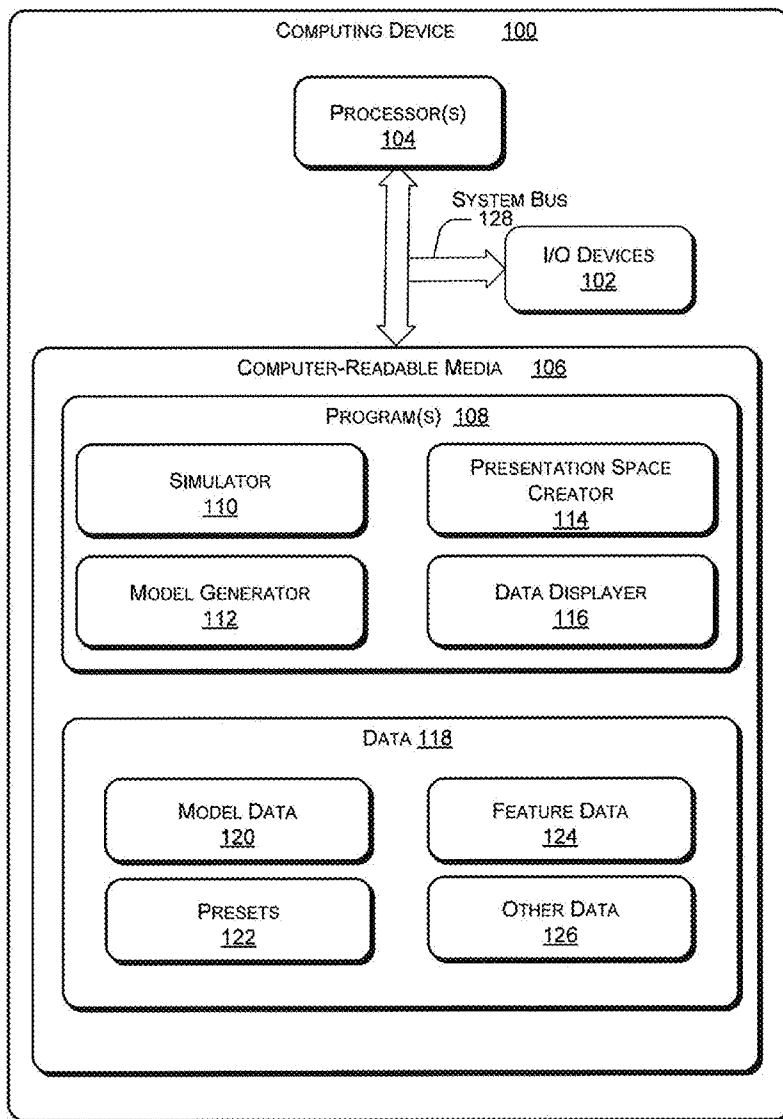 COMPUTING DEVICE 100
PROCESSOR(S)
104
SYSTEM BUS
128
I/O DEVICES
102
COMPUTER-READABLE MEDIA 106
PROGRAM(S) 108
SIMULATOR
110
PRESENTATION SPACE
CREATOR
114
MODEL GENERATOR
112
DATA DISPLAYER
116
DATA 118
MODEL DATA
120
FEATURE DATA
124
PRESETS
122
OTHER DATA
126